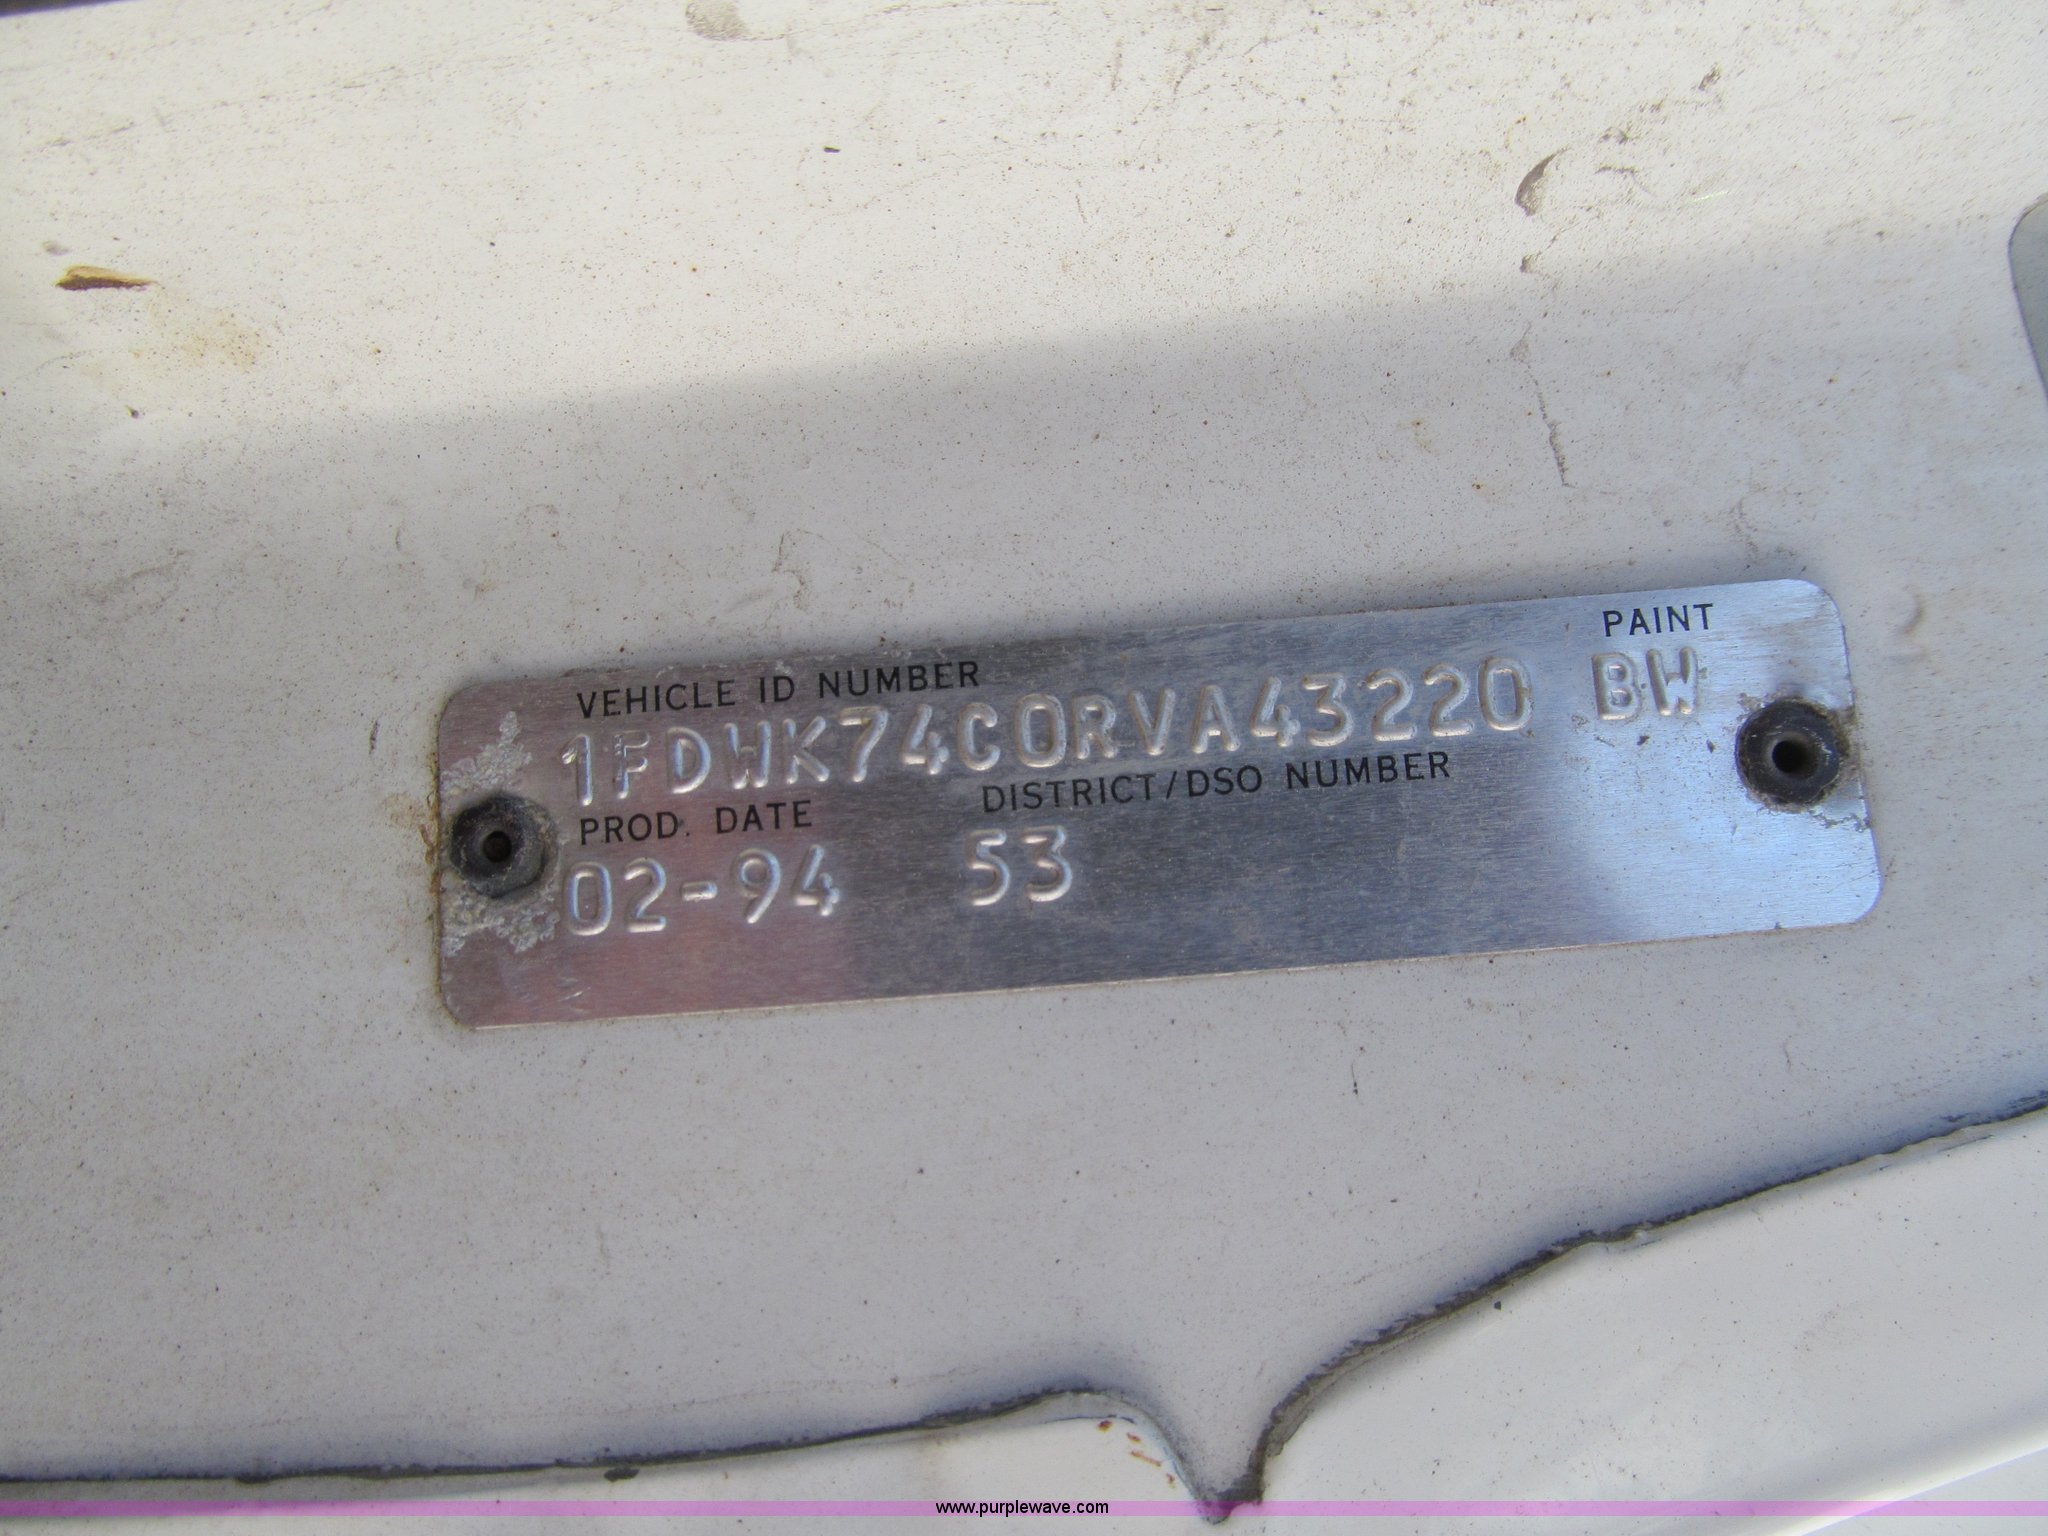 PAINT
VEHICLE ID NUMBER
1FDWK74C0RVA43220 BW
PROD. DATE DISTRICT/DSO NUMBER
02-94 53
www.purplewave.com